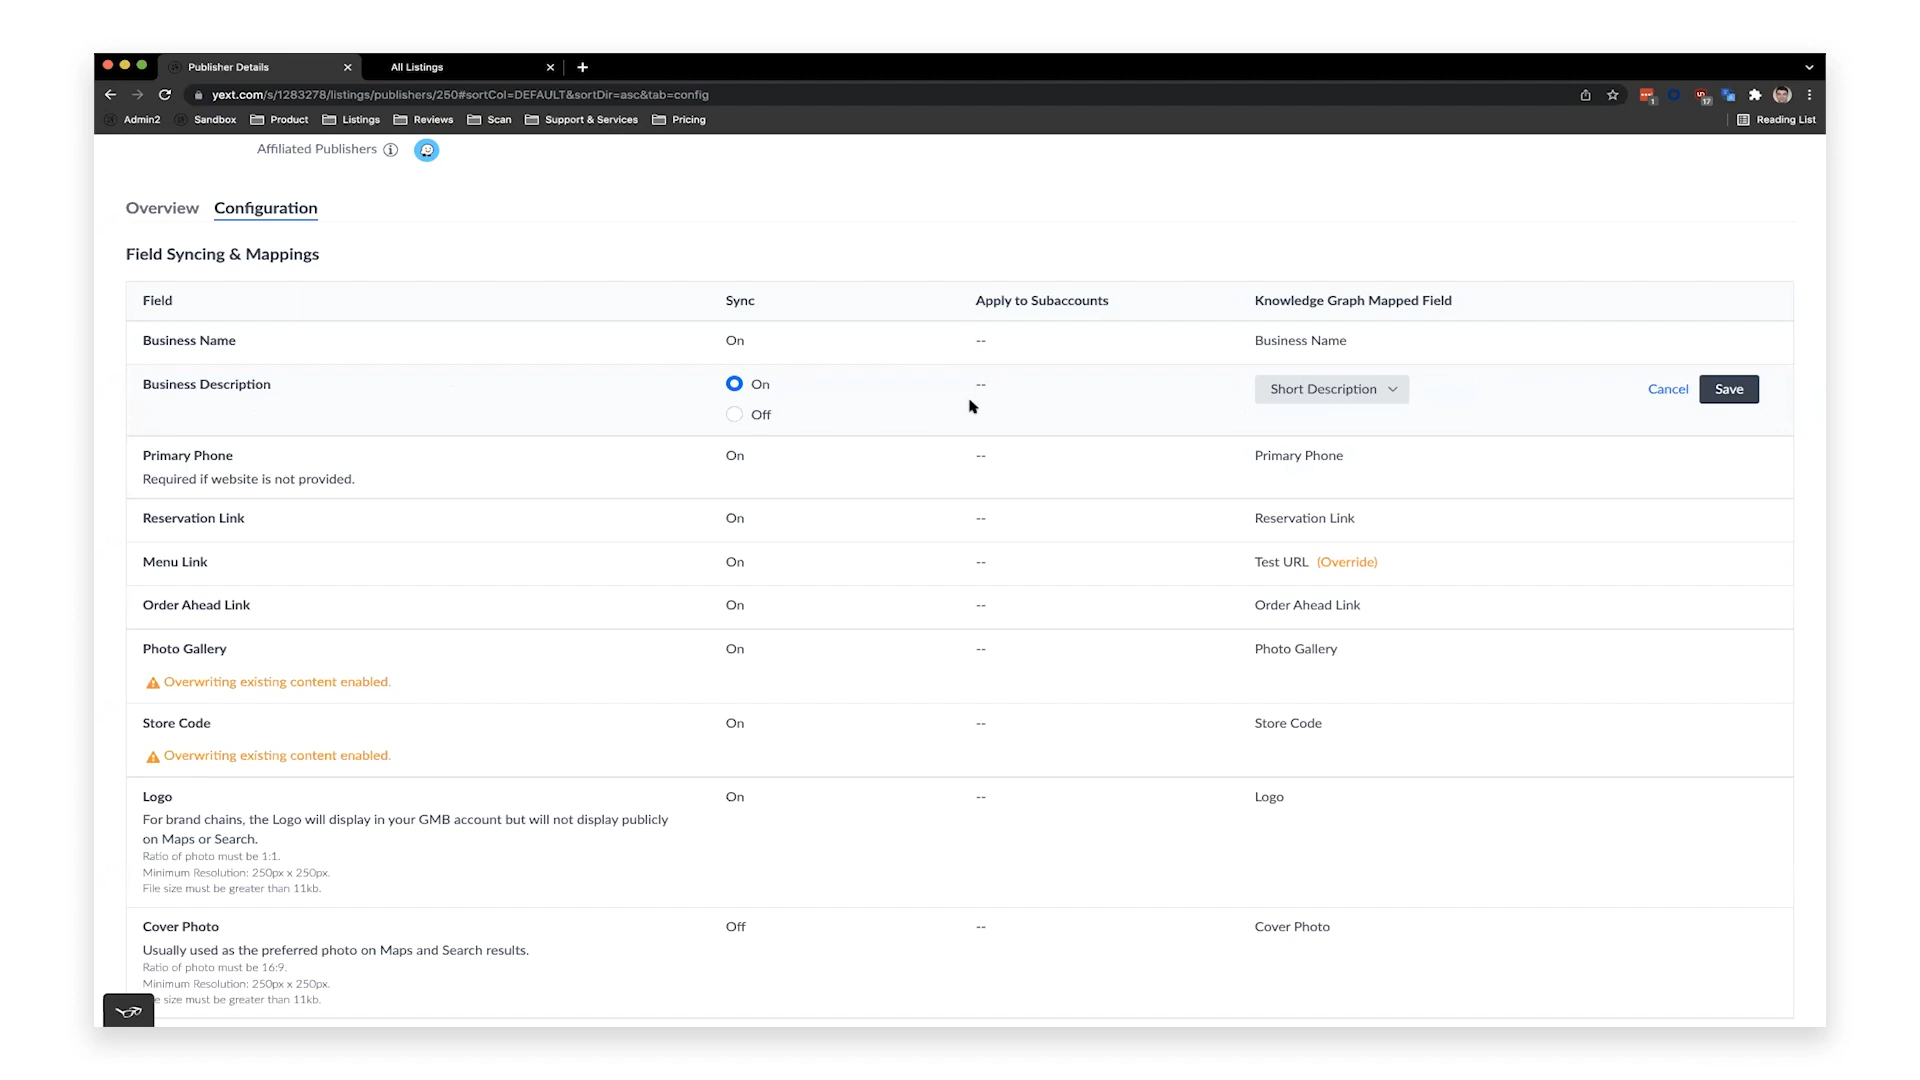 Publisher Details
All Listings
yext.com/s/1283278/listings/publishers/250#sortCol=DEFAULT&sortDir=asc&tab=config
1
17
Admin2
Sandbox
Product
Listings
Reviews
Scan
Support & Services
Pricing
Reading List
Affiliated Publishers
Overview
Configuration
Field Syncing & Mappings
Field Sync Apply to Subaccounts Knowledge Graph Mapped Field
Business Name On -- Business Name
Business Description On -- Short Description Cancel Save
Off
Primary Phone On -- Primary Phone
Required if website is not provided.
Reservation Link On -- Reservation Link
Menu Link On -- Test URL (Override)
Order Ahead Link On -- Order Ahead Link
Photo Gallery On -- Photo Gallery
Overwriting existing content enabled.
Store Code On -- Store Code
Overwriting existing content enabled.
Logo On -- Logo
For brand chains, the Logo will display in your GMB account but will not display publicly
on Maps or Search.
Ratio of photo must be 1:1.
Minimum Resolution: 250px x 250px.
File size must be greater than 11kb.
Cover Photo Off -- Cover Photo
Usually used as the preferred photo on Maps and Search results.
Ratio of photo must be 16:9.
Minimum Resolution: 250px x 250px.
e size must be greater than 11kb.